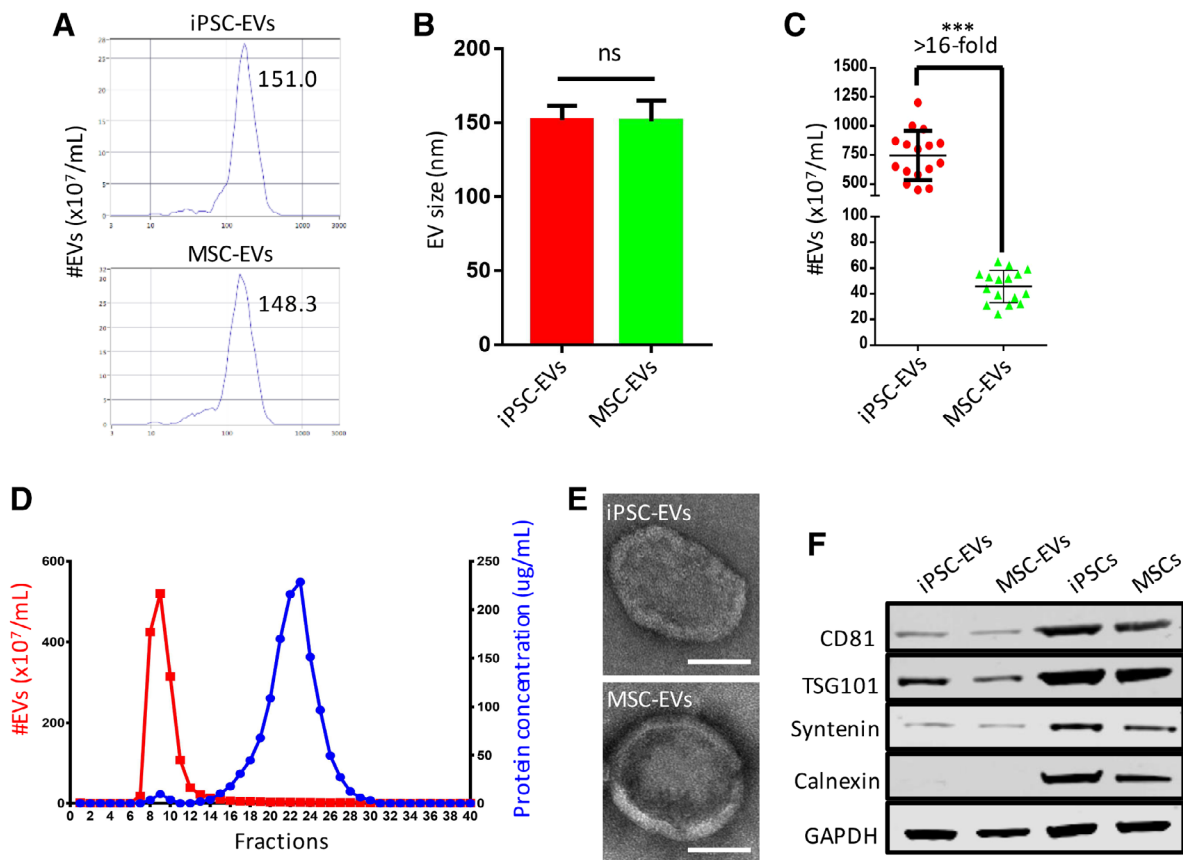 A
iPSC-EVs
151.0
MSC-EVs
148.3
#EVs (x10⁷/mL)
3 10 100 1000 3000
B
ns
EV size (nm)
200
150
100
50
0
iPSC-EVs MSC-EVs
C
***
>16-fold
#EVs (x10⁷/mL)
1500
1250
1000
750
500
100
80
60
40
20
0
iPSC-EVs MSC-EVs
D
#EVs (x10⁷/mL)
600
400
200
0
Protein concentration (ug/mL)
250
200
150
100
50
0
0 2 4 6 8 10 12 14 16 18 20 22 24 26 28 30 32 34 36 38 40
Fractions
E
iPSC-EVs
MSC-EVs
F
iPSC-EVs MSC-EVs iPSCs MSCs
CD81
TSG101
Syntenin
Calnexin
GAPDH